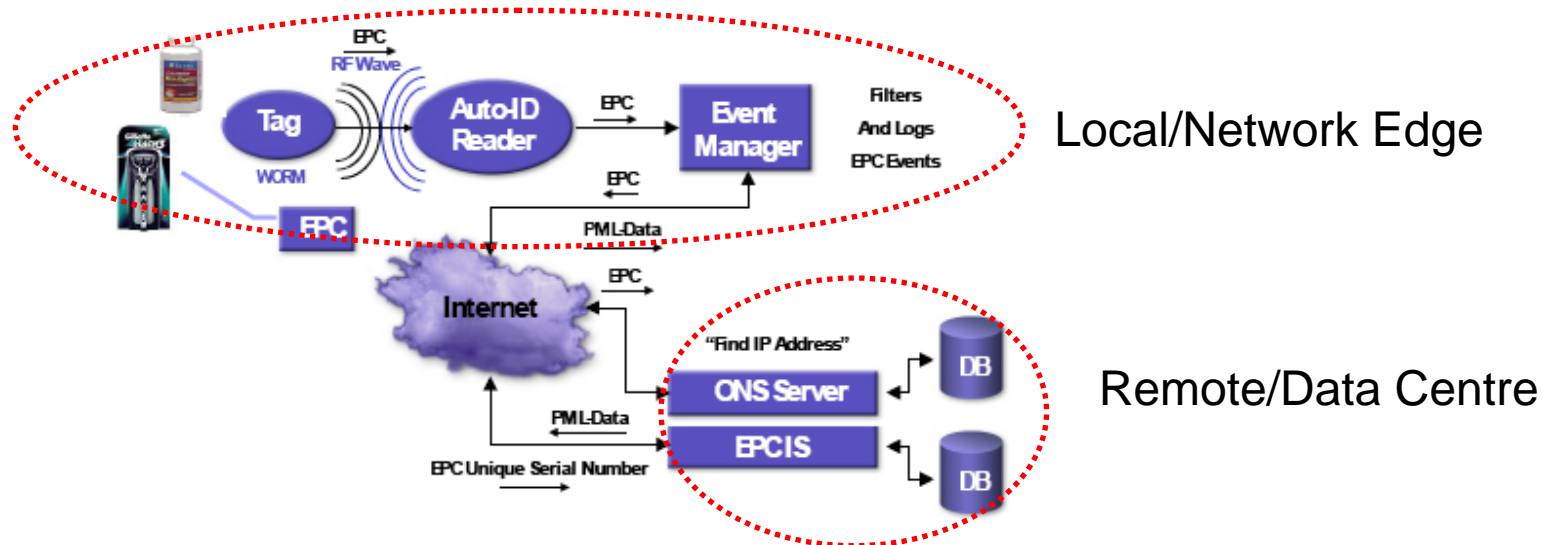 EPC
RF Wave
Tag
WORM
Auto-ID
Reader
EPC
Event
Manager
Filters
And Logs
EPC Events
Local/Network Edge
EPC
PML-Data
EPC
Internet
EPC
"Find IP Address"
ONS Server
DB
Remote/Data Centre
PML-Data
EPC IS
EPC Unique Serial Number
DB